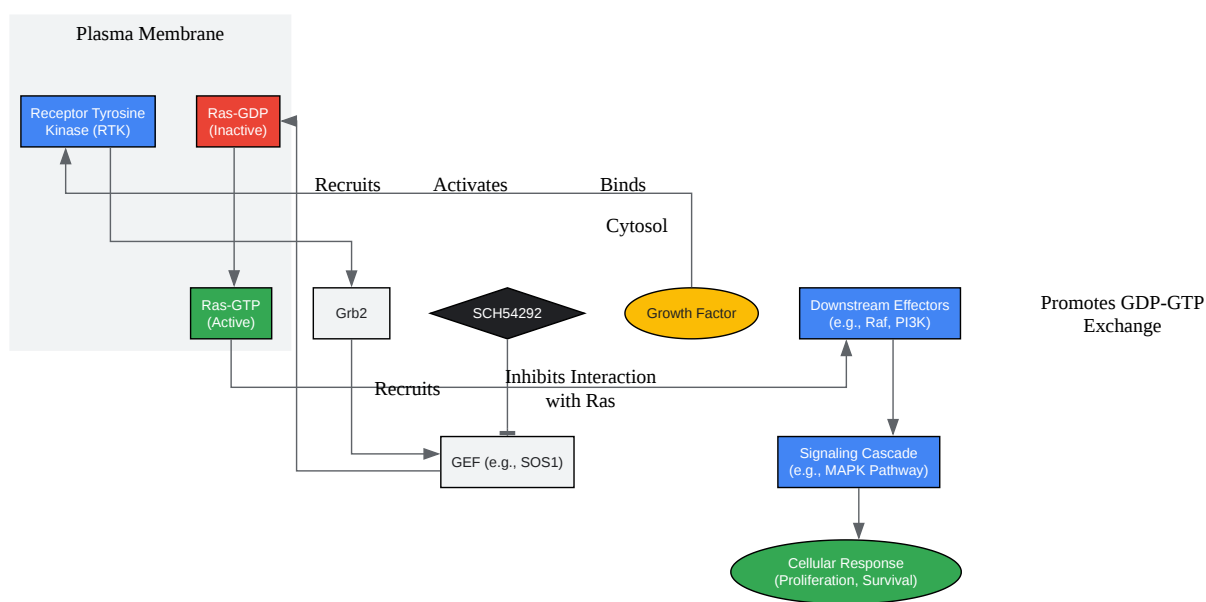 Plasma Membrane
Receptor Tyrosine
Kinase (RTK)
Ras-GDP
(Inactive)
Recruits
Activates
Binds
Cytosol
Ras-GTP
(Active)
Grb2
SCH54292
Growth Factor
Downstream Effectors
(e.g., Raf, PI3K)
Promotes GDP-GTP
Exchange
Recruits
Inhibits Interaction
with Ras
GEF (e.g., SOS1)
Signaling Cascade
(e.g., MAPK Pathway)
Cellular Response
(Proliferation, Survival)